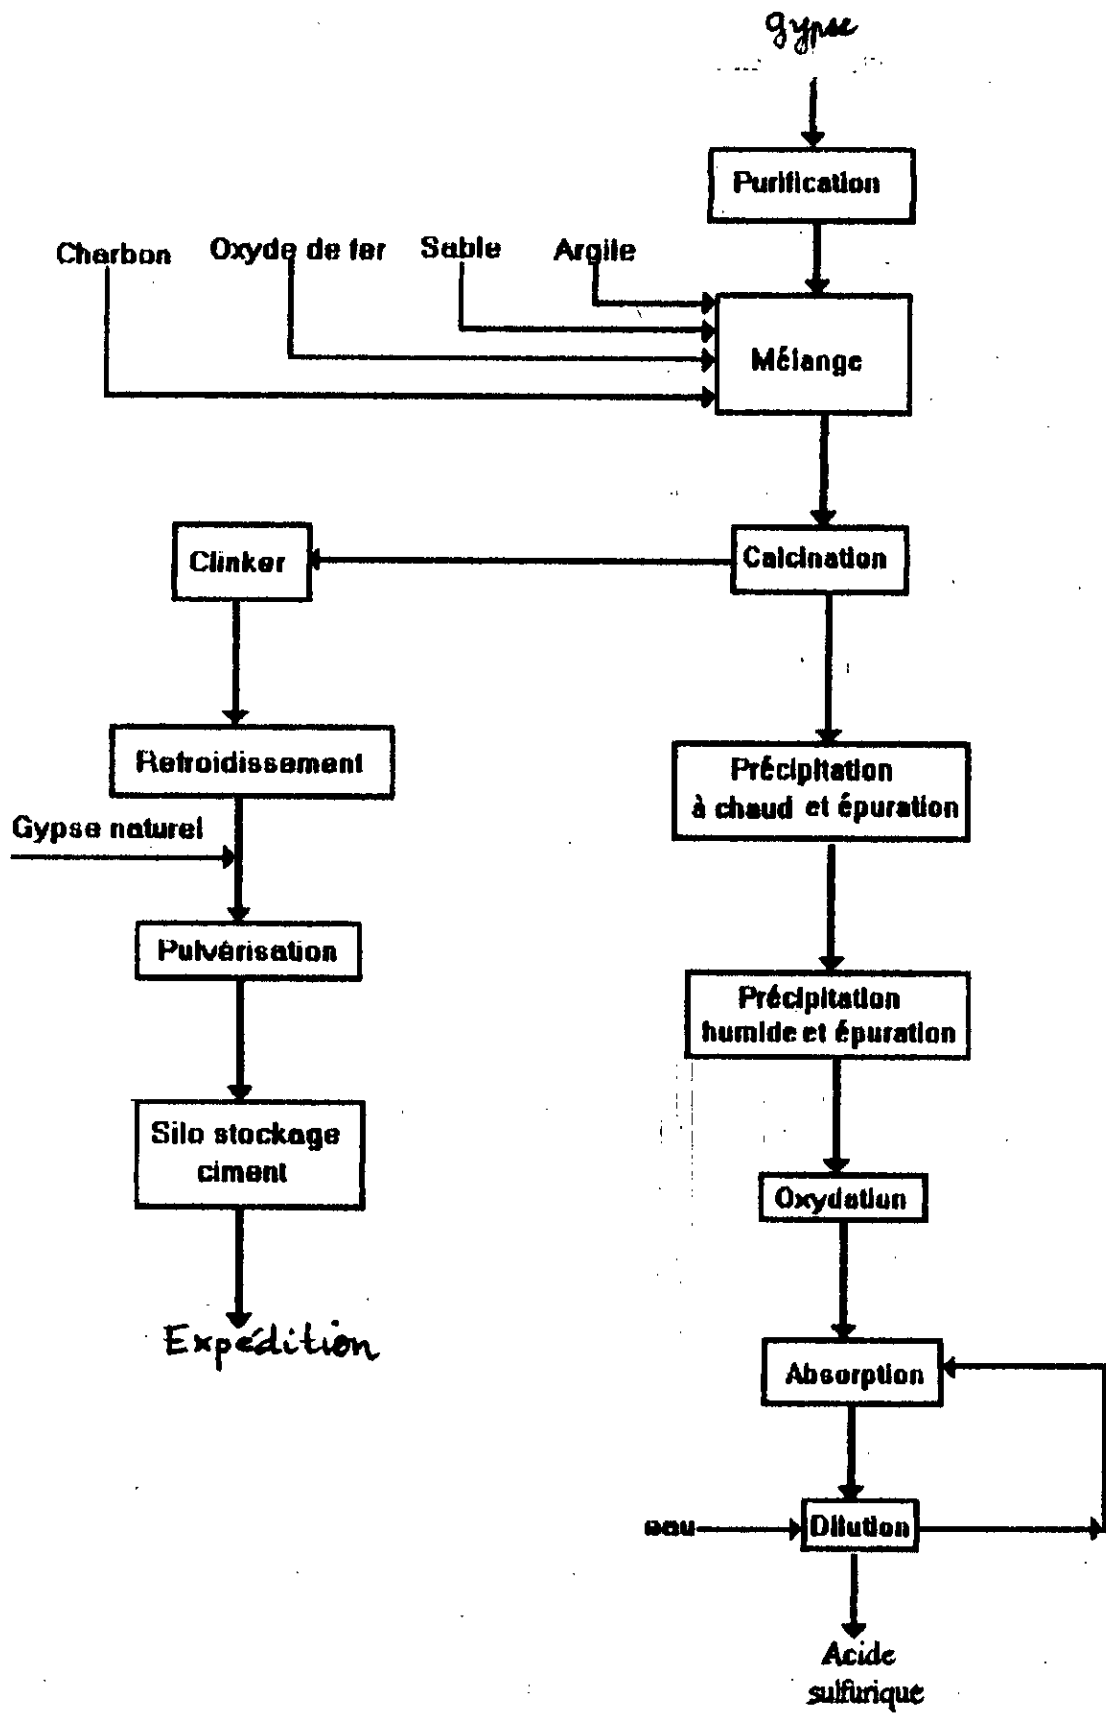 Gypse
Purification
Charbon
Oxyde de fer
Sable
Argile
Mélange
Clinker
Calcination
Refroidissement
Précipitation
à chaud et épuration
Gypse naturel
Pulvérisation
Précipitation
humide et épuration
Silo stockage
ciment
Oxydation
Expédition
Absorption
eau
Dilution
Acide
sulfurique